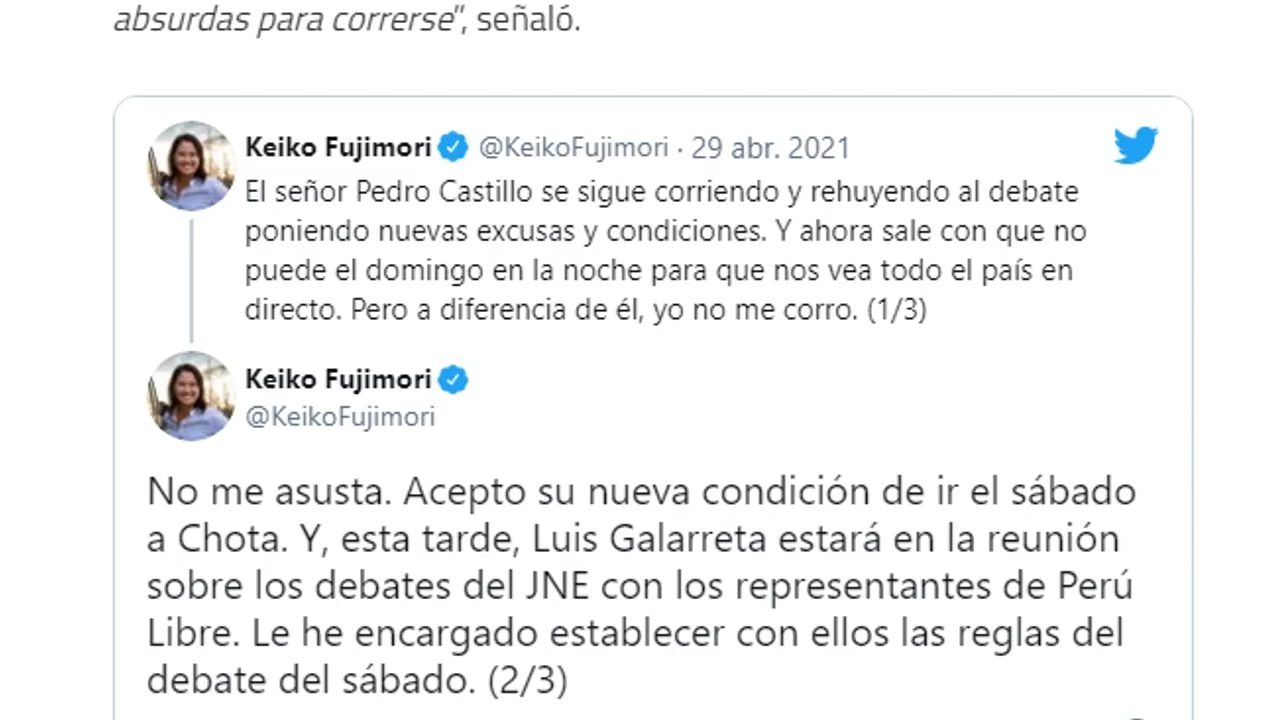 absurdas para correrse", señaló.
Keiko Fujimori @KeikoFujimori · 29 abr. 2021
El señor Pedro Castillo se sigue corriendo y rehuyendo al debate
poniendo nuevas excusas y condiciones. Y ahora sale con que no
puede el domingo en la noche para que nos vea todo el país en
directo. Pero a diferencia de él, yo no me corro. (1/3)
Keiko Fujimori
@KeikoFujimori
No me asusta. Acepto su nueva condición de ir el sábado
a Chota. Y, esta tarde, Luis Galarreta estará en la reunión
sobre los debates del JNE con los representantes de Perú
Libre. Le he encargado establecer con ellos las reglas del
debate del sábado. (2/3)